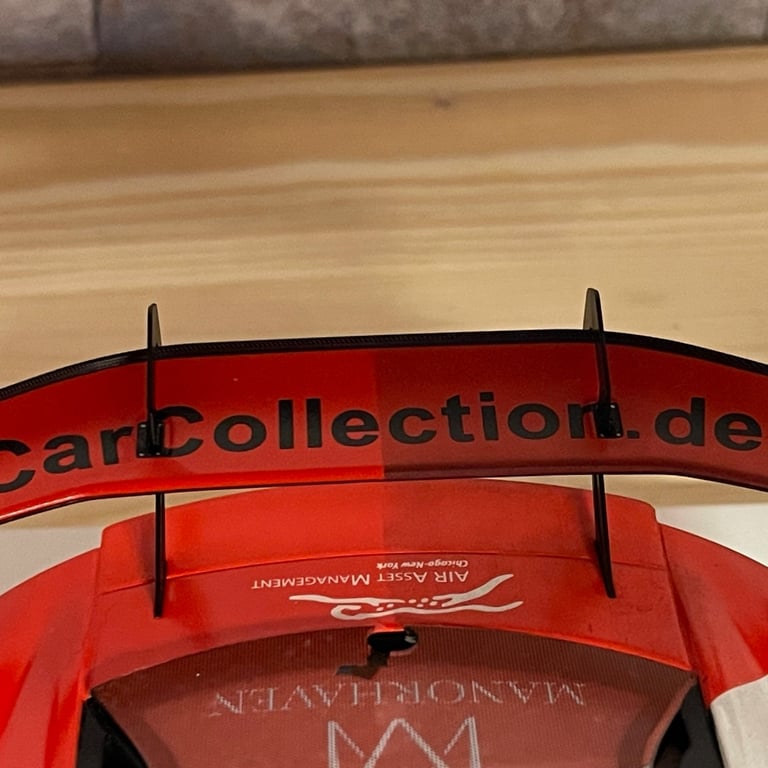 CarCollection.de
AIR ASSET MANAGEMENT
Chicago-New York
MANORHAVEN